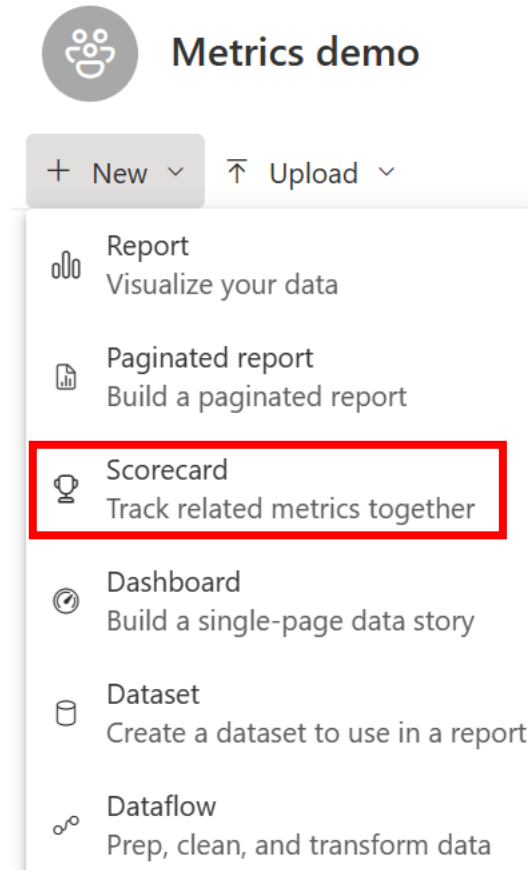 Metrics demo
+ New Upload
Report
Visualize your data
Paginated report
Build a paginated report
Scorecard
Track related metrics together
Dashboard
Build a single-page data story
Dataset
Create a dataset to use in a report
Dataflow
Prep, clean, and transform data